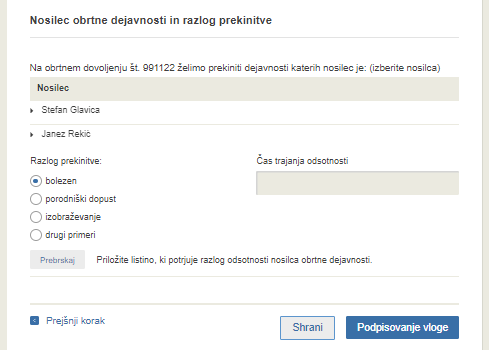 Nosilec obrtne dejavnosti in razlog prekinitve
Na obrtnem dovoljenju št. 991122 želimo prekiniti dejavnosti katerih nosilec je: (izberite nosilca)
Nosilec
Stefan Glavica
Janez Rekič
Razlog prekinitve:
Čas trajanja odsotnosti
bolezen
porodniški dopust
izobraževanje
drugi primeri
Prebrskaj
Priložite listino, ki potrjuje razlog odsotnosti nosilca obrtne dejavnosti.
Prejšnji korak
Shrani
Podpisovanje vloge